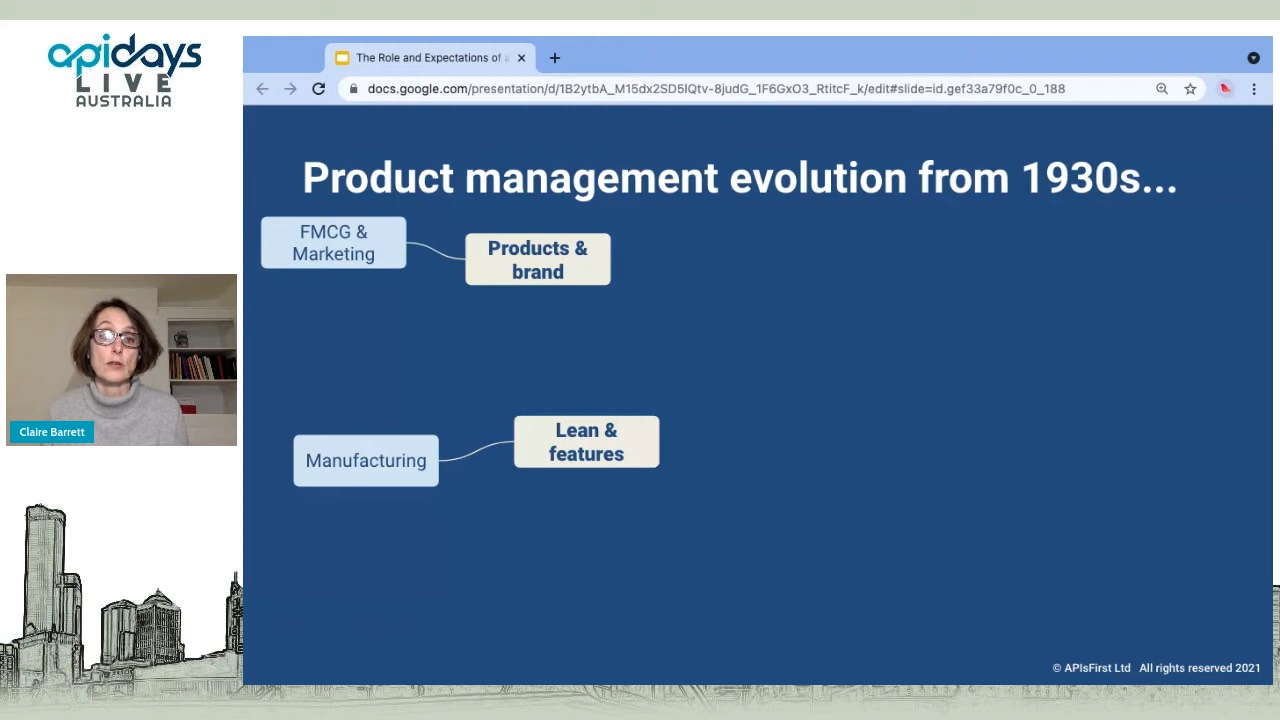 apidays
LIVE
AUSTRALIA
The Role and Expectations of a
docs.google.com/presentation/d/1B2ytbA_M15dx2SD5IQtv-8judG_1F6GxO3_RtitcF_k/edit#slide=id.gef33a79f0c_0_188
Product management evolution from 1930s...
FMCG &
Marketing
Products &
brand
Lean &
features
Manufacturing
Claire Barrett
© APIsFirst Ltd All rights reserved 2021